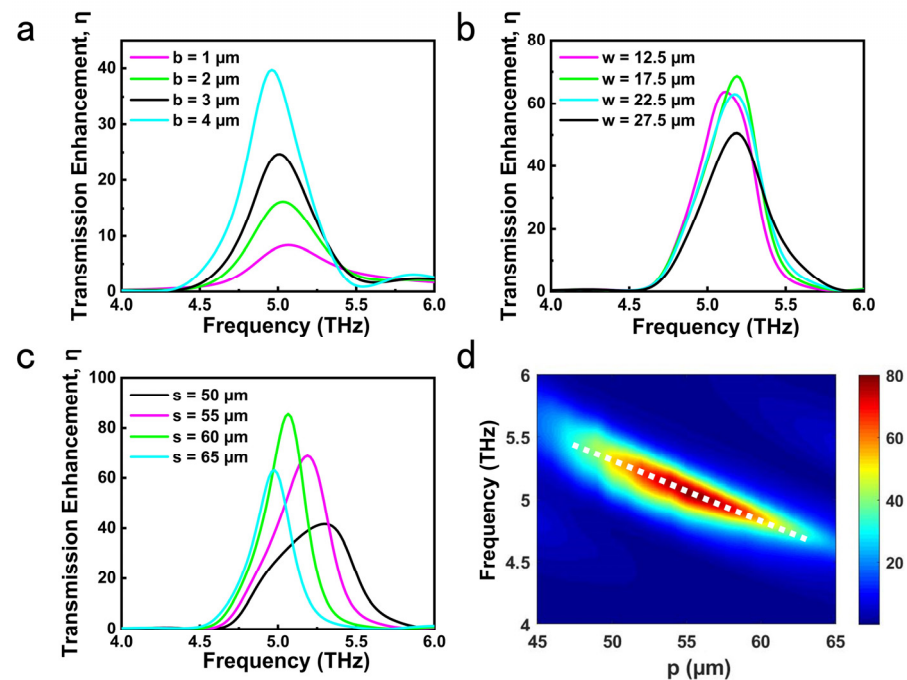 a
Transmission Enhancement, η
40
30
20
10
0
b = 1 µm
b = 2 µm
b = 3 µm
b = 4 µm
4.0 4.5 5.0 5.5 6.0
Frequency (THz)
b
Transmission Enhancement, η
80
60
40
20
0
w = 12.5 µm
w = 17.5 µm
w = 22.5 µm
w = 27.5 µm
4.0 4.5 5.0 5.5 6.0
Frequency (THz)
c
Transmission Enhancement, η
100
80
60
40
20
0
s = 50 µm
s = 55 µm
s = 60 µm
s = 65 µm
4.0 4.5 5.0 5.5 6.0
Frequency (THz)
d
Frequency (THz)
6
5.5
5
4.5
4
45 50 55 60 65
p (µm)
80
60
40
20